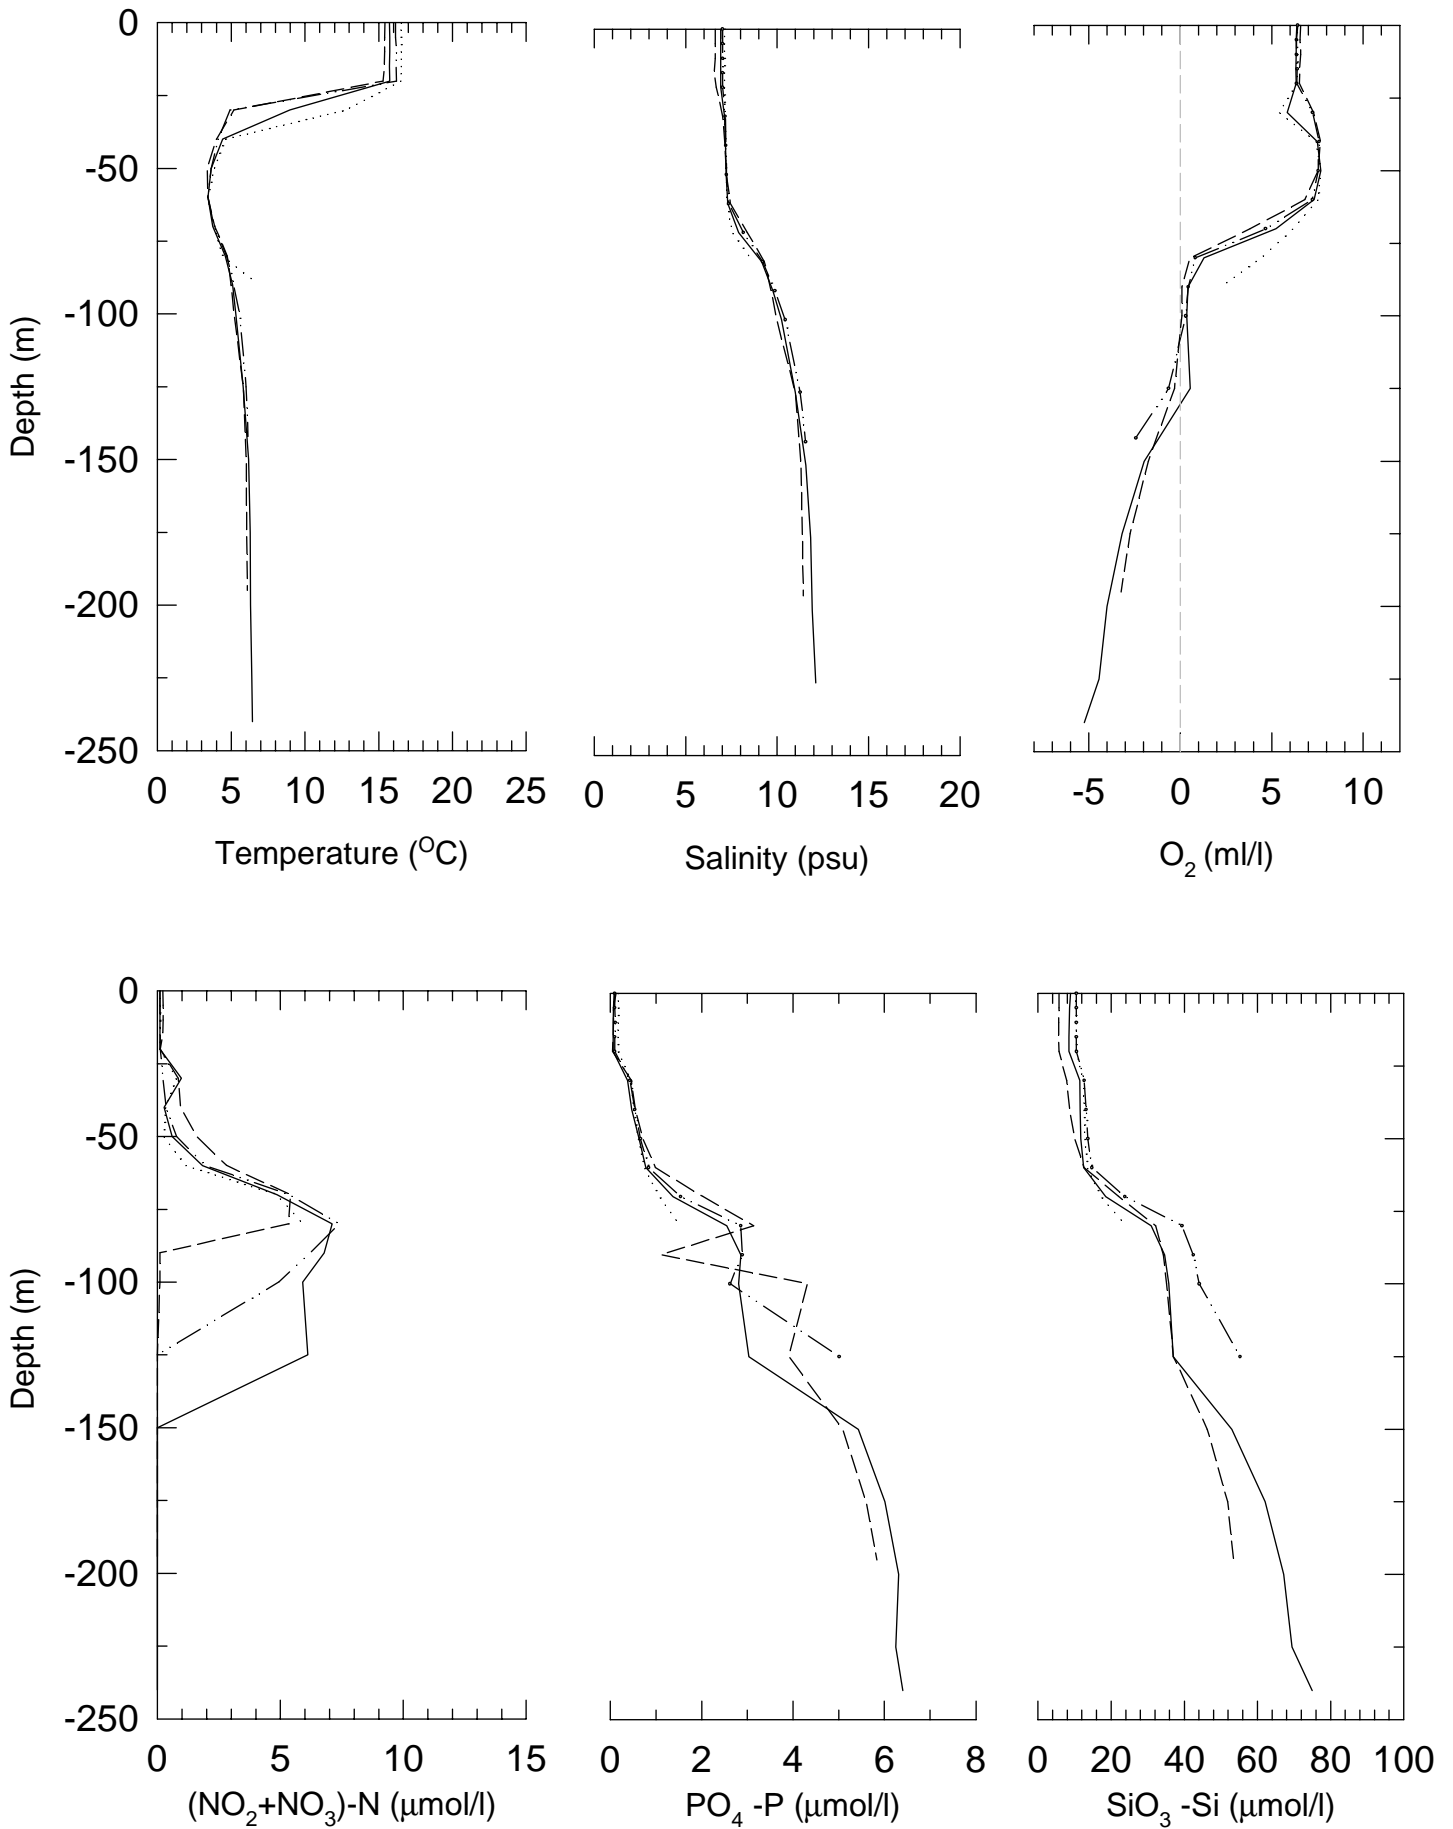 0
-50
-100
-150
-200
-250
Depth (m)
0 5 10 15 20 25
Temperature (OC)
0 5 10 15 20
Salinity (psu)
-5 0 5 10
O2 (ml/l)
0
-50
-100
-150
-200
-250
Depth (m)
0 5 10 15
(NO2+NO3)-N (μmol/l)
0 2 4 6 8
PO4 -P (μmol/l)
0 20 40 60 80 100
SiO3 -Si (μmol/l)